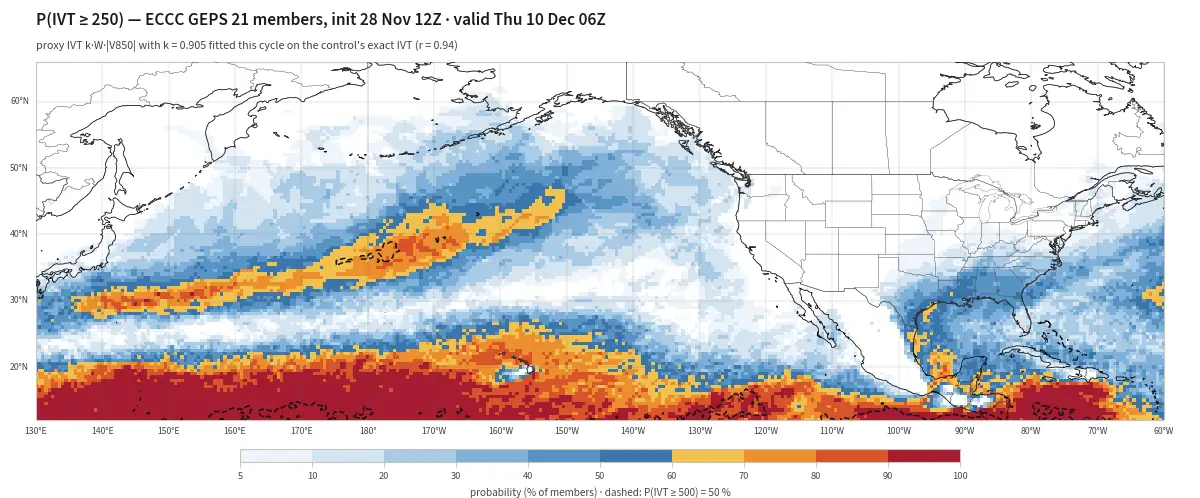 P(IVT ≥ 250) — ECCC GEPS 21 members, init 28 Nov 12Z · valid Thu 10 Dec 06Z
proxy IVT k·W·|V850| with k = 0.905 fitted this cycle on the control's exact IVT (r = 0.94)
60°N
50°N
40°N
30°N
20°N
130°E 140°E 150°E 160°E 170°E 180° 170°W 160°W 150°W 140°W 130°W 120°W 110°W 100°W 90°W 80°W 70°W 60°W
5 10 20 30 40 50 60 70 80 90 100
probability (% of members) · dashed: P(IVT ≥ 500) = 50 %